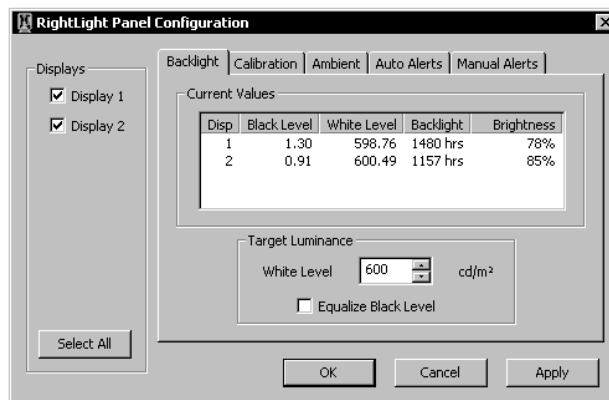 RightLight Panel Configuration
Displays
Display 1
Display 2
Select All
Backlight Calibration Ambient Auto Alerts Manual Alerts
Current Values
Disp Black Level White Level Backlight Brightness
1 1.30 598.76 1480 hrs 78%
2 0.91 600.49 1157 hrs 85%
Target Luminance
White Level 600 cd/m²
Equalize Black Level
OK Cancel Apply